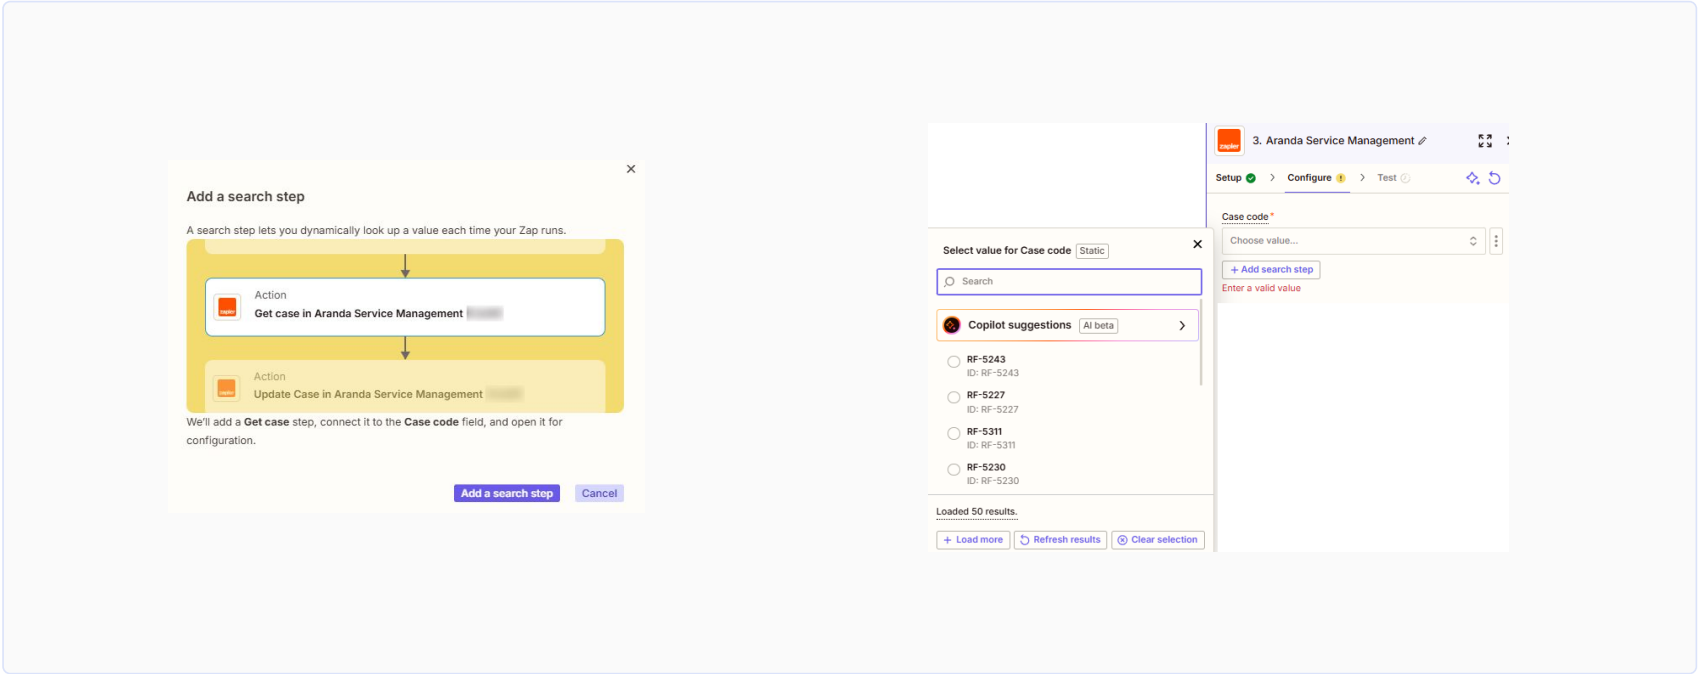 Add a search step
A search step lets you dynamically look up a value each time your Zap runs.
Action
Get case in Aranda Service Management
Action
Update Case in Aranda Service Management
We'll add a Get case step, connect it to the Case code field, and open it for
configuration.
Add a search step
Cancel
zapier
3. Aranda Service Management
Setup
Configure
Test
Case code*
Choose value...
+ Add search step
Enter a valid value
Select value for Case code Static
Search
Copilot suggestions AI beta
RF-5243
ID: RF-5243
RF-5227
ID: RF-5227
RF-5311
ID: RF-5311
RF-5230
ID: RF-5230
Loaded 50 results.
+ Load more
Refresh results
Clear selection